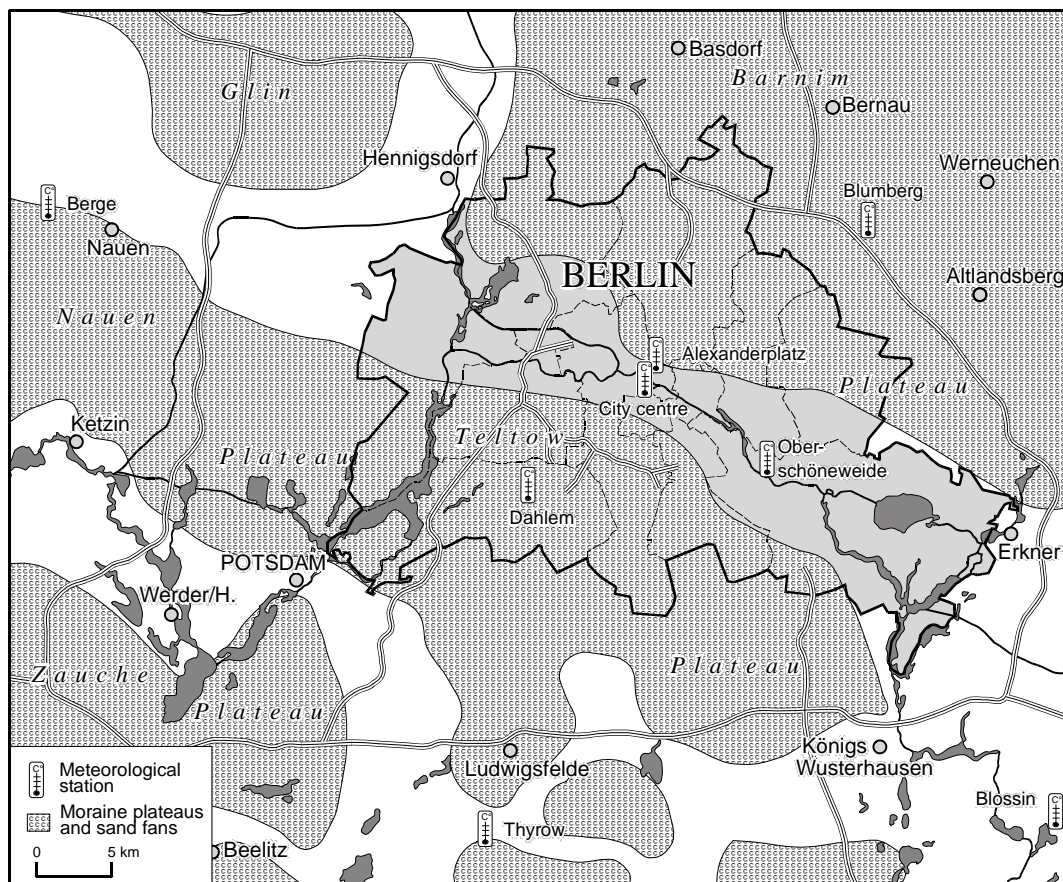 Basdorf
Glin
Barnim
Bernau
Hennigsdorf
Werneuchen
C°
Berge
C°
Blumberg
Nauen
BERLIN
Altlandsberg
Nauen
C°
Alexanderplatz
C°
City centre
Plateau
Ketzin
Teltow
Plateau
C°
Ober-
schöneweide
C°
Dahlem
Erkner
POTSDAM
Werder/H.
Zauche
Plateau
Plateau
Königs
Wusterhausen
Ludwigsfelde
C°
Meteorological
station
Moraine plateaus
and sand fans
0 5 km
Blossin
C°
C°
Thyrow
Beelitz